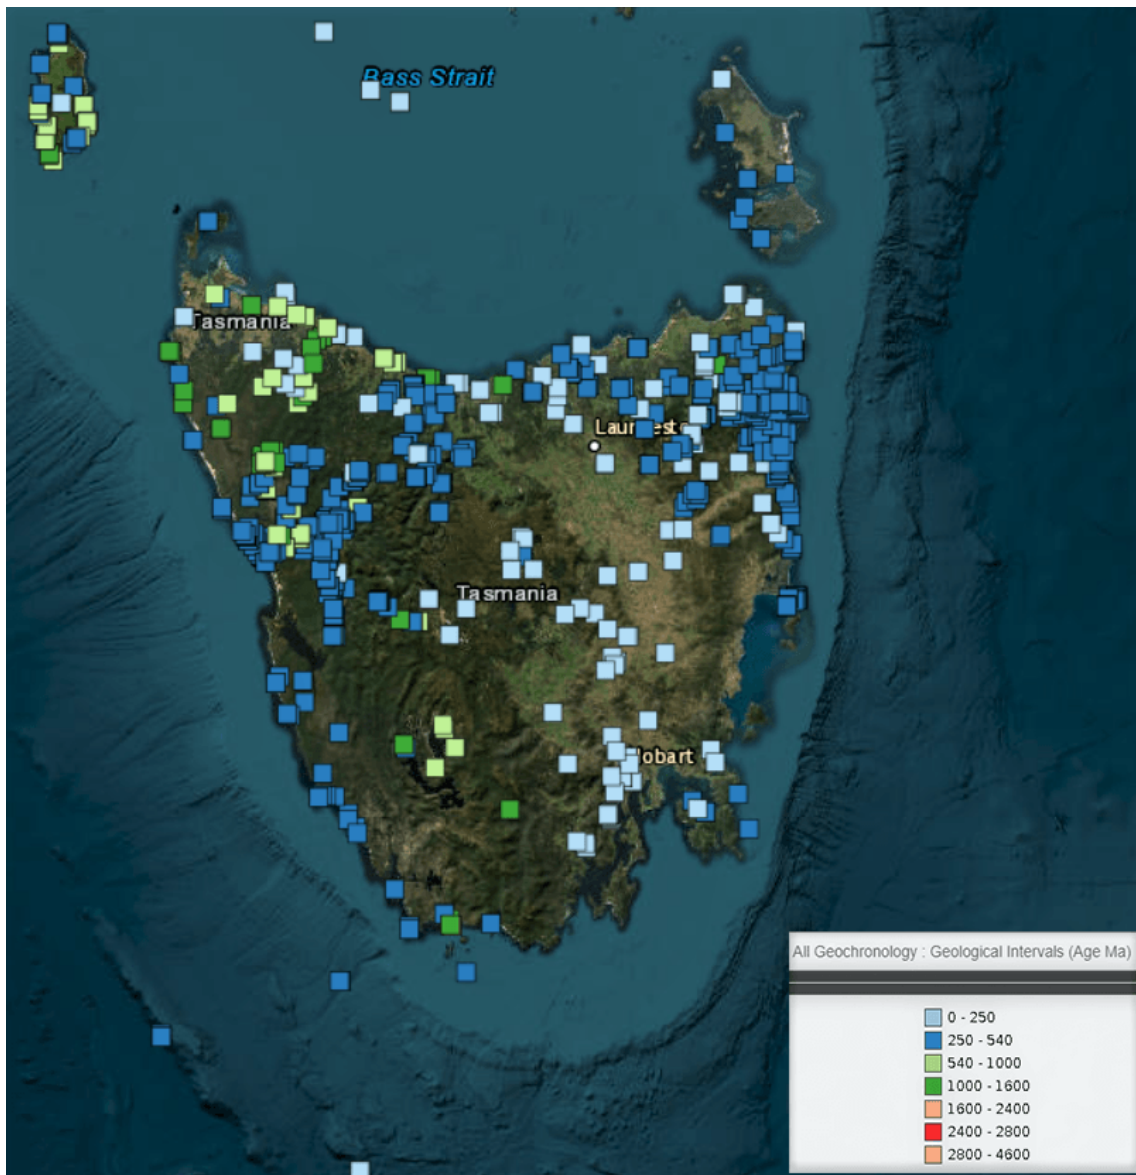 Bass Strait
Tasmania
Tasmania
All Geochronology : Geological Intervals (Age Ma)
0 - 250
250 - 540
540 - 1000
1000 - 1600
1600 - 2400
2400 - 2800
2800 - 4600